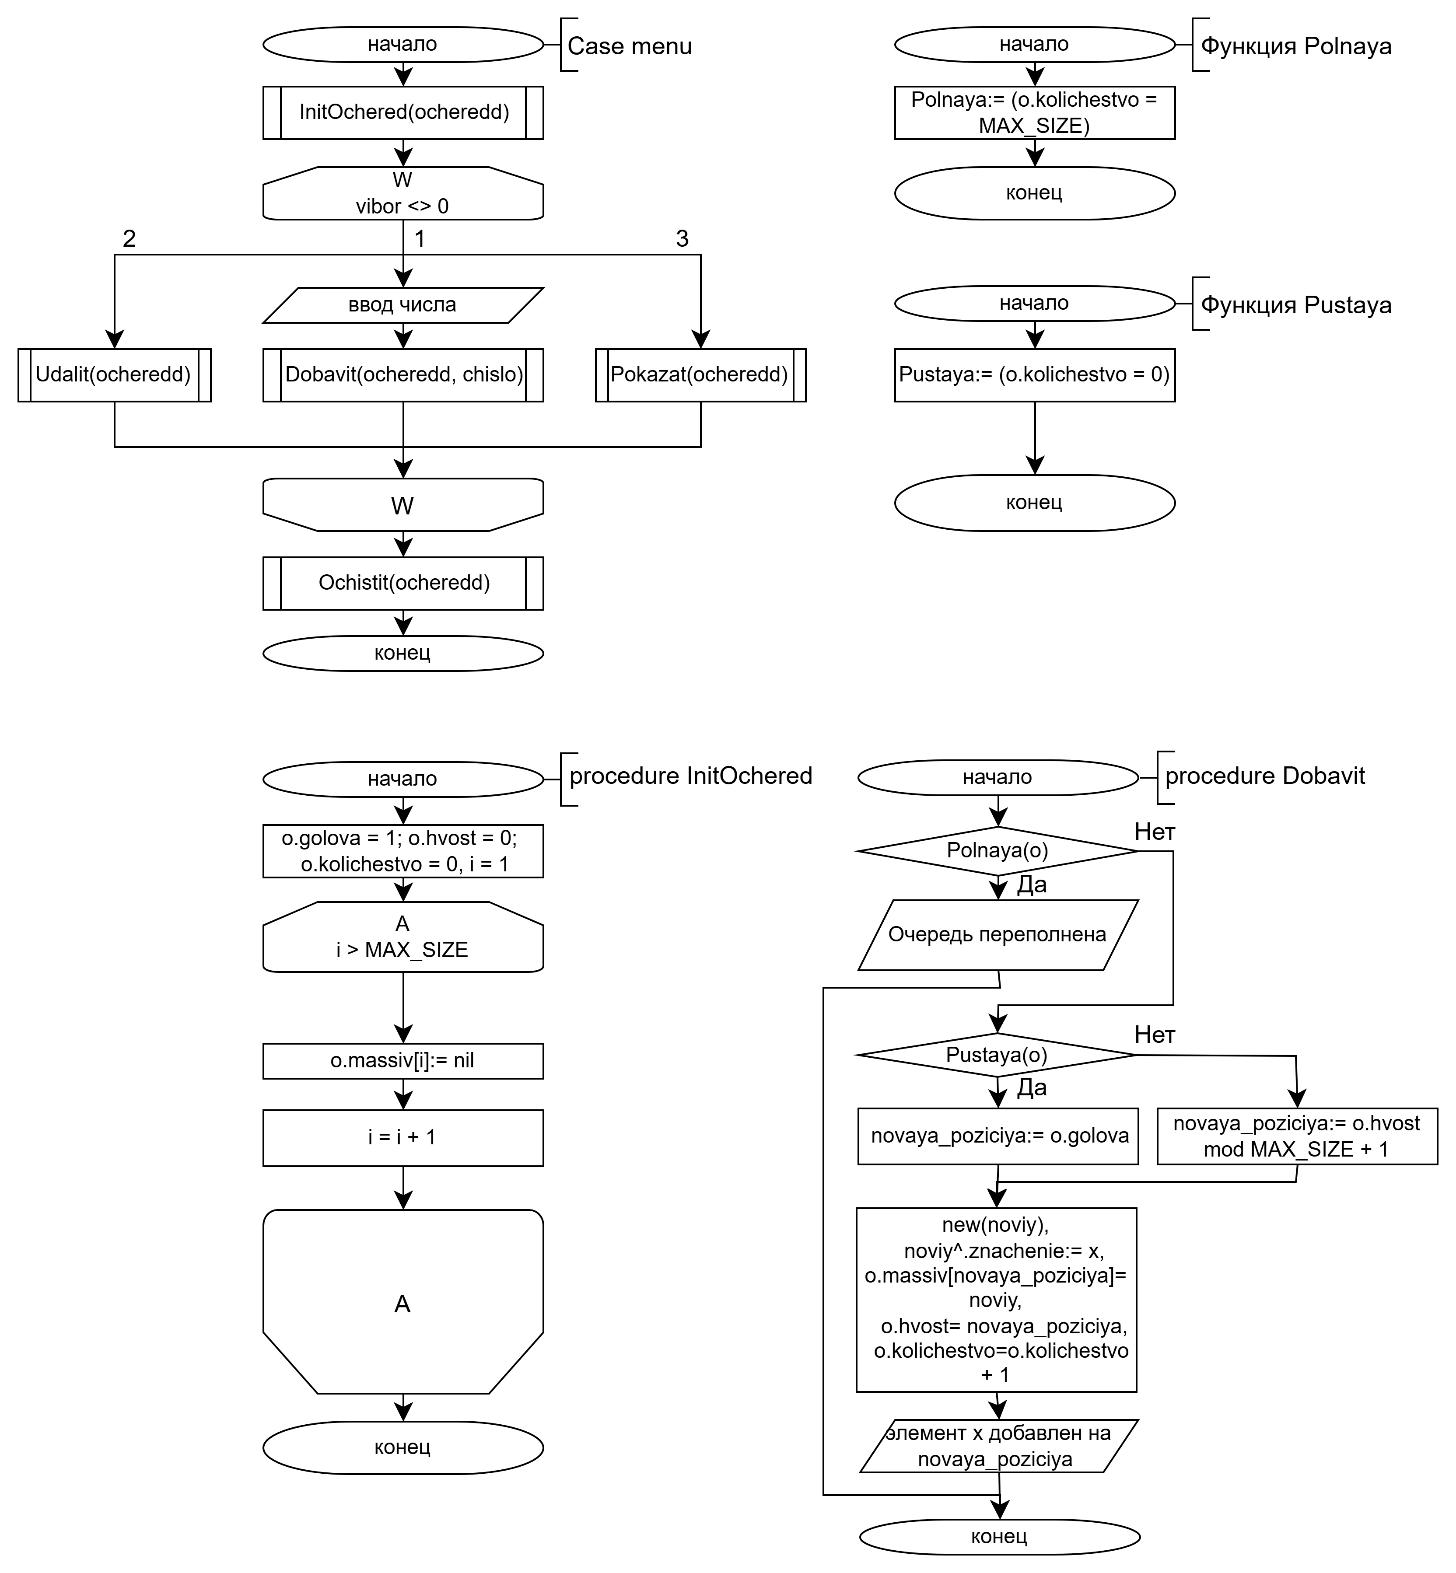 начало
Case menu
InitOchered(ocheredd)
W
vibor <> 0
2
1
3
ввод числа
Udalit(ocheredd)
Dobavit(ocheredd, chislo)
Pokazat(ocheredd)
W
Ochistit(ocheredd)
конец
начало
Функция Polnaya
Polnaya:= (o.kolichestvo =
MAX_SIZE)
конец
начало
Функция Pustaya
Pustaya:= (o.kolichestvo = 0)
конец
начало
procedure InitOchered
o.golova = 1; o.hvost = 0;
o.kolichestvo = 0, i = 1
A
i > MAX_SIZE
o.massiv[i]:= nil
i = i + 1
A
конец
начало
procedure Dobavit
Polnaya(o)
Нет
Да
Очередь переполнена
Pustaya(o)
Нет
Да
novaya_poziciya:= o.golova
novaya_poziciya:= o.hvost
mod MAX_SIZE + 1
new(noviy),
noviy^.znachenie:= x,
o.massiv[novaya_poziciya]=
noviy,
o.hvost= novaya_poziciya,
o.kolichestvo=o.kolichestvo
+ 1
элемент x добавлен на
novaya_poziciya
конец